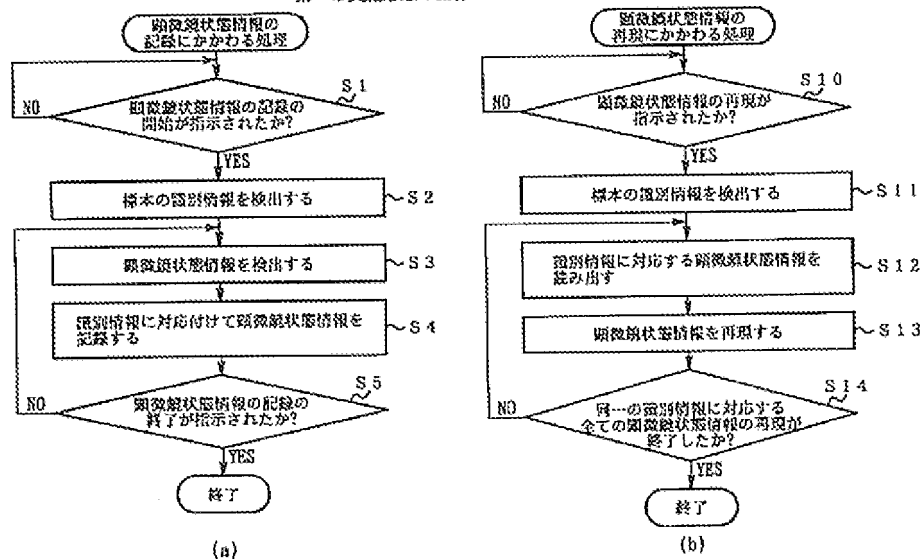 顕微鏡状態情報の
記録にかかわる処理
S1
顕微鏡状態情報の記録の
開始が指示されたか?
NO
YES
標本の識別情報を検出する
S2
顕微鏡状態情報を検出する
S3
識別情報に対応付けて顕微鏡状態情報を
記録する
S4
S5
顕微鏡状態情報の記録の
終了が指示されたか?
NO
YES
終了
(a)
顕微鏡状態情報の
再現にかかわる処理
S10
顕微鏡状態情報の再現が
指示されたか?
NO
YES
標本の識別情報を検出する
S11
識別情報に対応する顕微鏡状態情報を
読み出す
S12
顕微鏡状態情報を再現する
S13
S14
同一の識別情報に対応する
全ての顕微鏡状態情報の再現が
終了したか?
NO
YES
終了
(b)